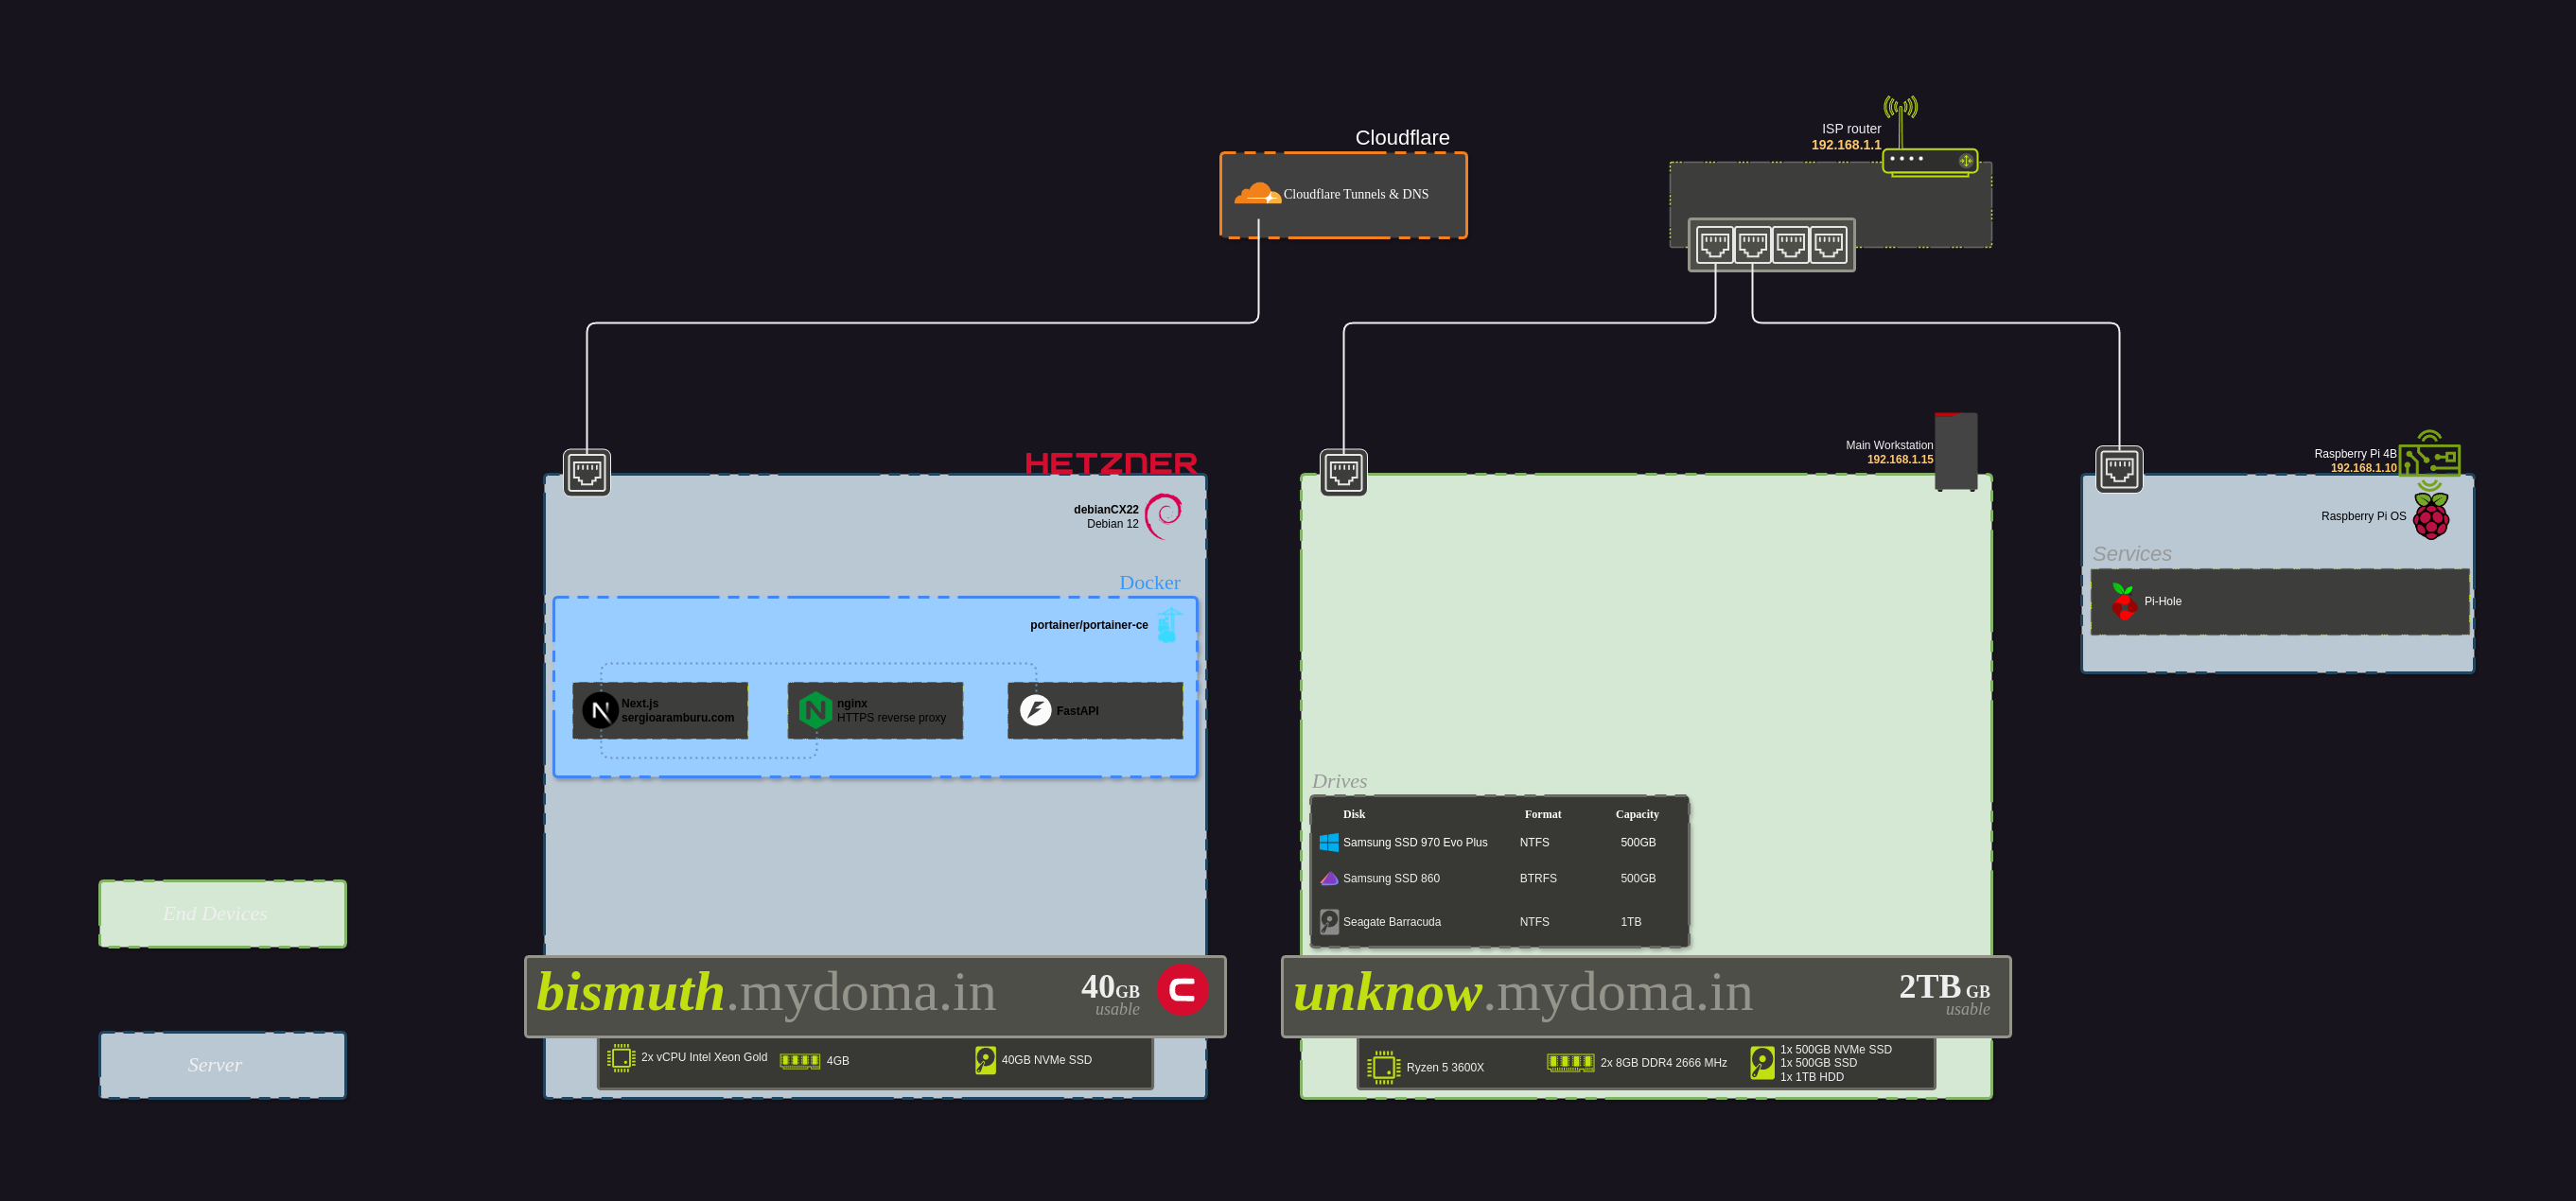 Cloudflare
Cloudflare Tunnels & DNS
ISP router
192.168.1.1
HETZNER
debianCX22
Debian 12
Docker
portainer/portainer-ce
Next.js
sergioaramburu.com
nginx
HTTPS reverse proxy
FastAPI
Main Workstation
192.168.1.15
Raspberry Pi 4B
192.168.1.10
Raspberry Pi OS
Services
Pi-Hole
Drives
Disk Format Capacity
Samsung SSD 970 Evo Plus NTFS 500GB
Samsung SSD 860 BTRFS 500GB
Seagate Barracuda NTFS 1TB
End Devices
Server
bismuth.mydoma.in
40GB
usable
2x vCPU Intel Xeon Gold
4GB
40GB NVMe SSD
unknow.mydoma.in
2TB GB
usable
Ryzen 5 3600X
2x 8GB DDR4 2666 MHz
1x 500GB NVMe SSD
1x 500GB SSD
1x 1TB HDD